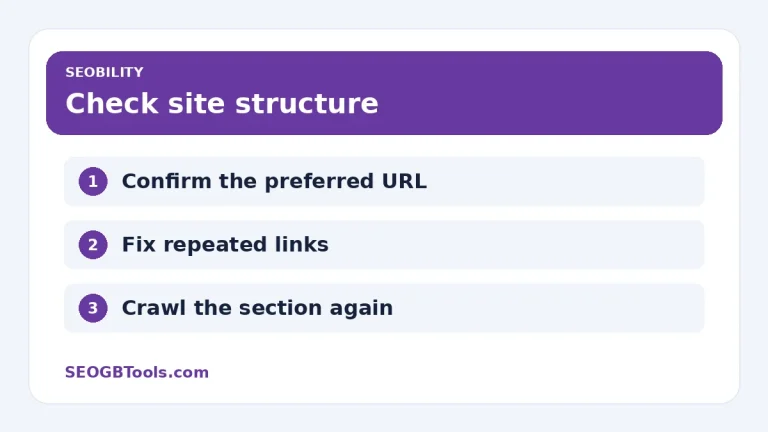 SEOBILITY
Check site structure
1 Confirm the preferred URL
2 Fix repeated links
3 Crawl the section again
SEOGBTools.com